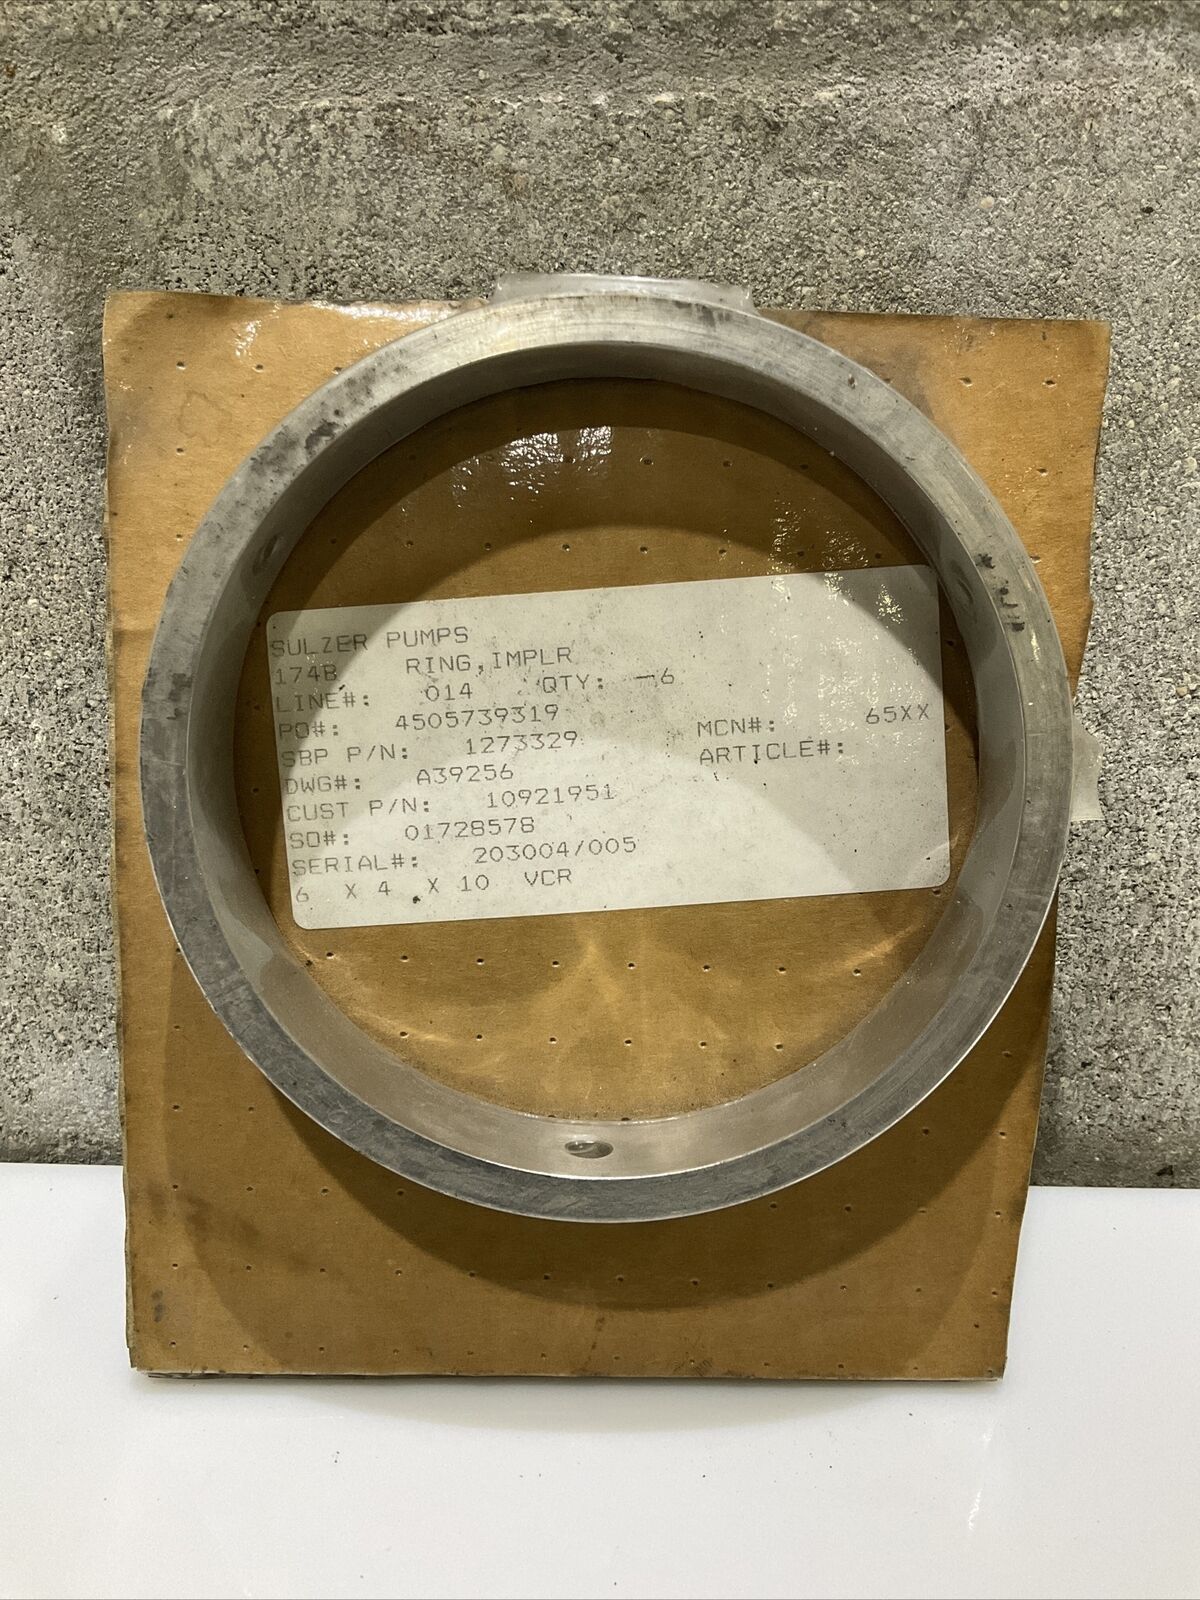 SULZER PUMPS
174B RING,IMPLR
LINE#: 014 QTY: 6
PO#: 4505739319 MCN#: 65XX
SBP P/N: 1273329 ARTICLE#:
DWG#: A39256
CUST P/N: 10921951
SO#: 01728578
SERIAL#: 203004/005
6 X 4 X 10 VCR